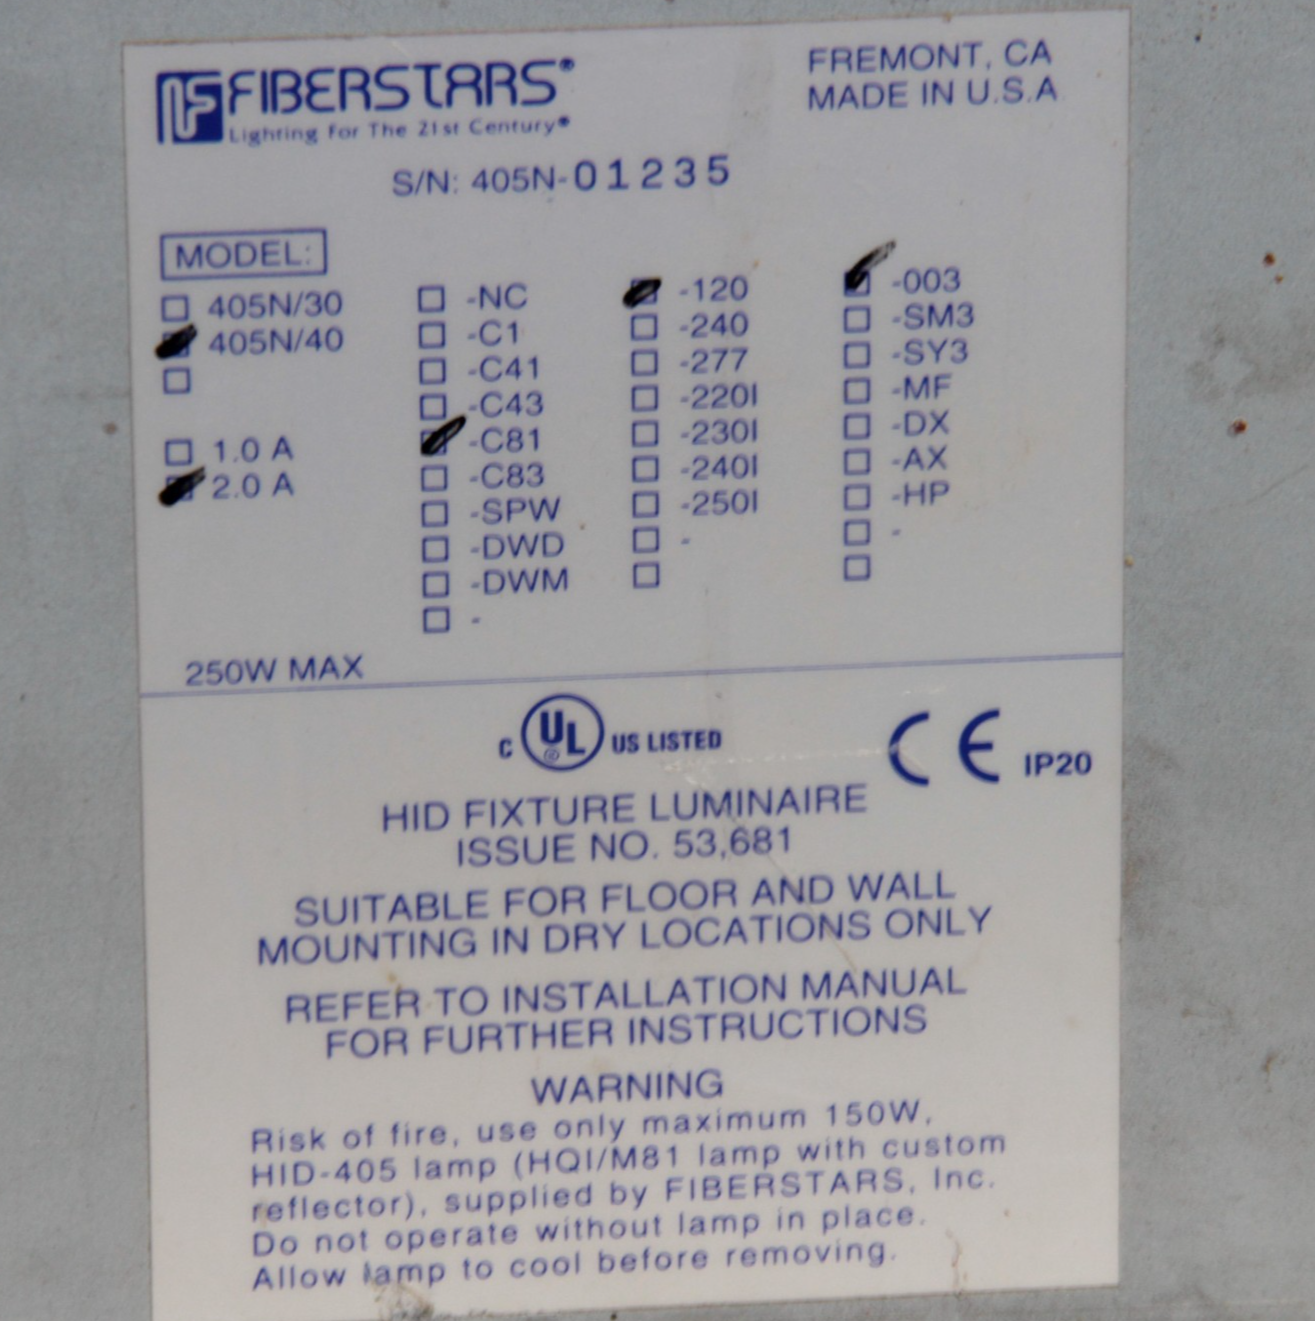 FIBERSTARS®
Lighting for The 21st Century®
FREMONT, CA
MADE IN U.S.A
S/N: 405N-01235
MODEL:
405N/30
405N/40
1.0 A
2.0 A
-NC
-C1
-C41
-C43
-C81
-C83
-SPW
-DWD
-DWM
-
-120
-240
-277
-220I
-230I
-240I
-250I
-
-003
-SM3
-SY3
-MF
-DX
-AX
-HP
-
250W MAX
C UL® US LISTED
CE IP20
HID FIXTURE LUMINAIRE
ISSUE NO. 53,681
SUITABLE FOR FLOOR AND WALL
MOUNTING IN DRY LOCATIONS ONLY
REFER TO INSTALLATION MANUAL
FOR FURTHER INSTRUCTIONS
WARNING
Risk of fire, use only maximum 150W,
HID-405 lamp (HQI/M81 lamp with custom
reflector), supplied by FIBERSTARS, Inc.
Do not operate without lamp in place.
Allow lamp to cool before removing.